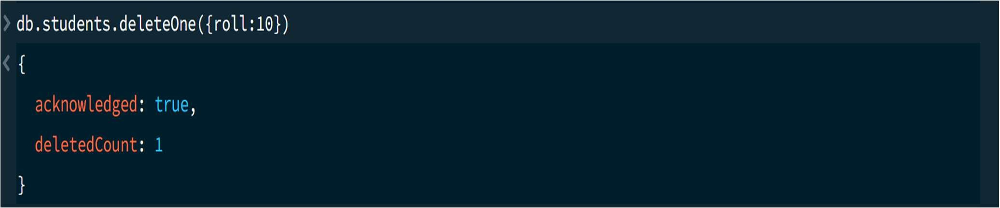 db.students.deleteOne({roll:10})
{
acknowledged: true,
deletedCount: 1
}